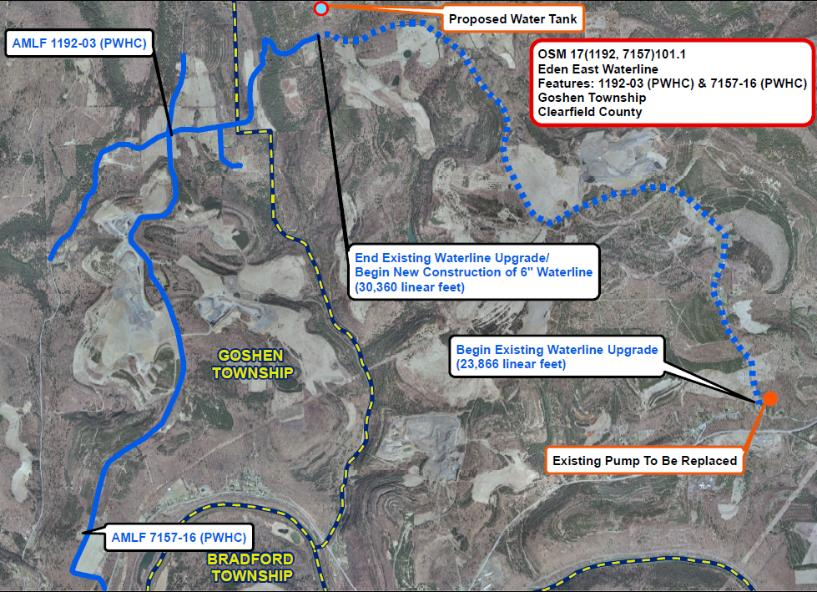 Proposed Water Tank
AMLF 1192-03 (PWHC)
OSM 17(1192, 7157)101.1
Eden East Waterline
Features: 1192-03 (PWHC) & 7157-16 (PWHC)
Goshen Township
Clearfield County
End Existing Waterline Upgrade/
Begin New Construction of 6" Waterline
(30,360 linear feet)
Begin Existing Waterline Upgrade
(23,866 linear feet)
GOSHEN
TOWNSHIP
Existing Pump To Be Replaced
AMLF 7157-16 (PWHC)
BRADFORD
TOWNSHIP